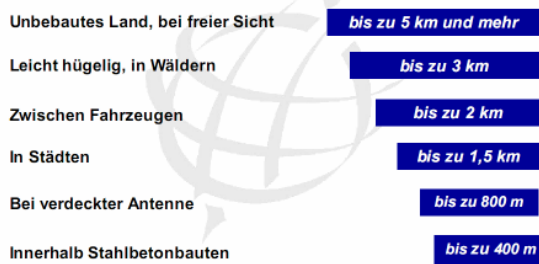 Unbebautes Land, bei freier Sicht bis zu 5 km und mehr
Leicht hügelig, in Wäldern bis zu 3 km
Zwischen Fahrzeugen bis zu 2 km
In Städten bis zu 1,5 km
Bei verdeckter Antenne bis zu 800 m
Innerhalb Stahlbetonbauten bis zu 400 m